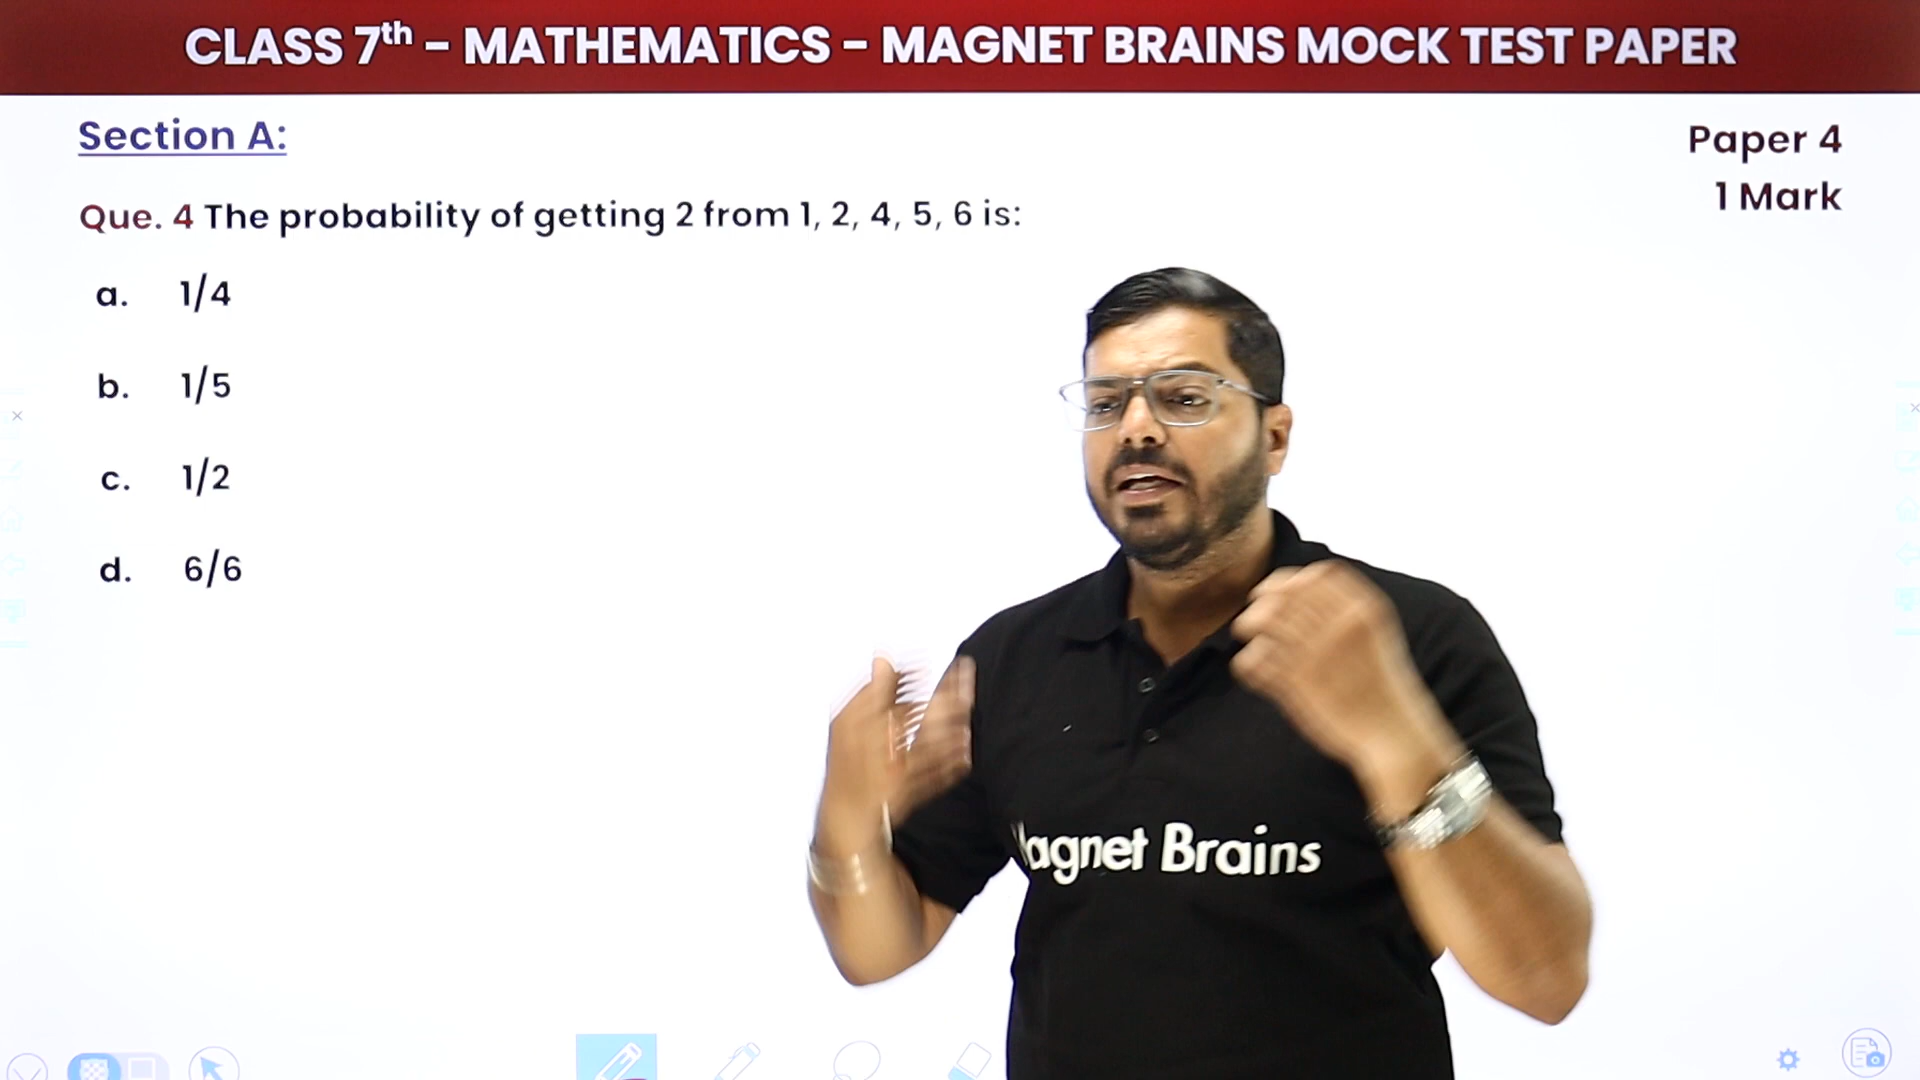 CLASS 7th – MATHEMATICS – MAGNET BRAINS MOCK TEST PAPER
Section A:
Paper 4
1 Mark
Que. 4 The probability of getting 2 from 1, 2, 4, 5, 6 is:
a. 1/4
b. 1/5
c. 1/2
d. 6/6
agnet Brains